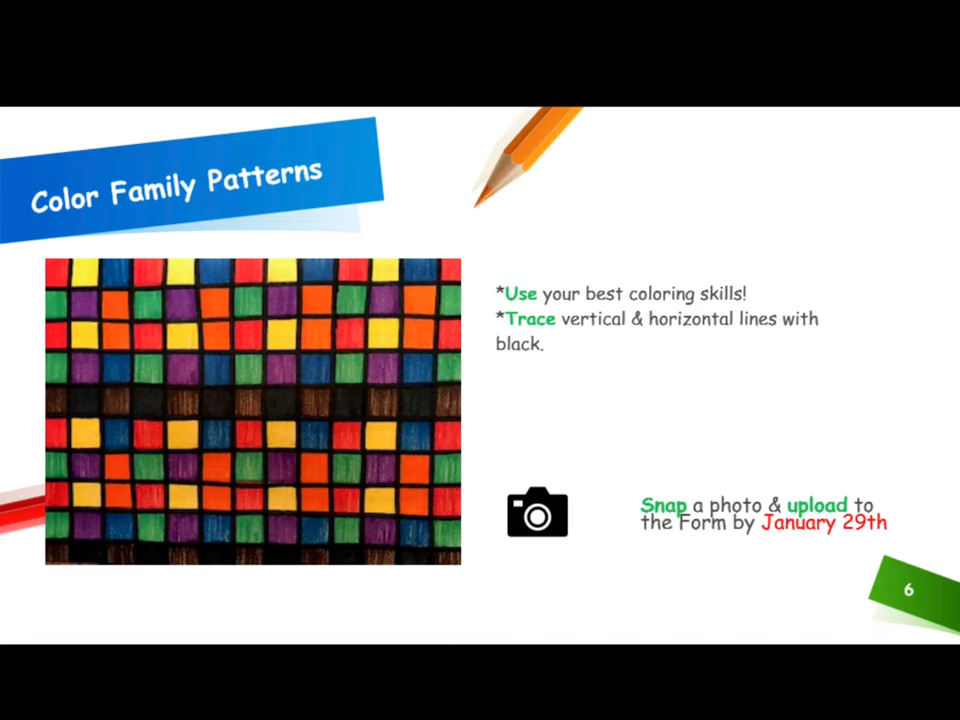 Color Family Patterns
*Use your best coloring skills!
*Trace vertical & horizontal lines with
black.
Snap a photo & upload to
the Form by January 29th
6